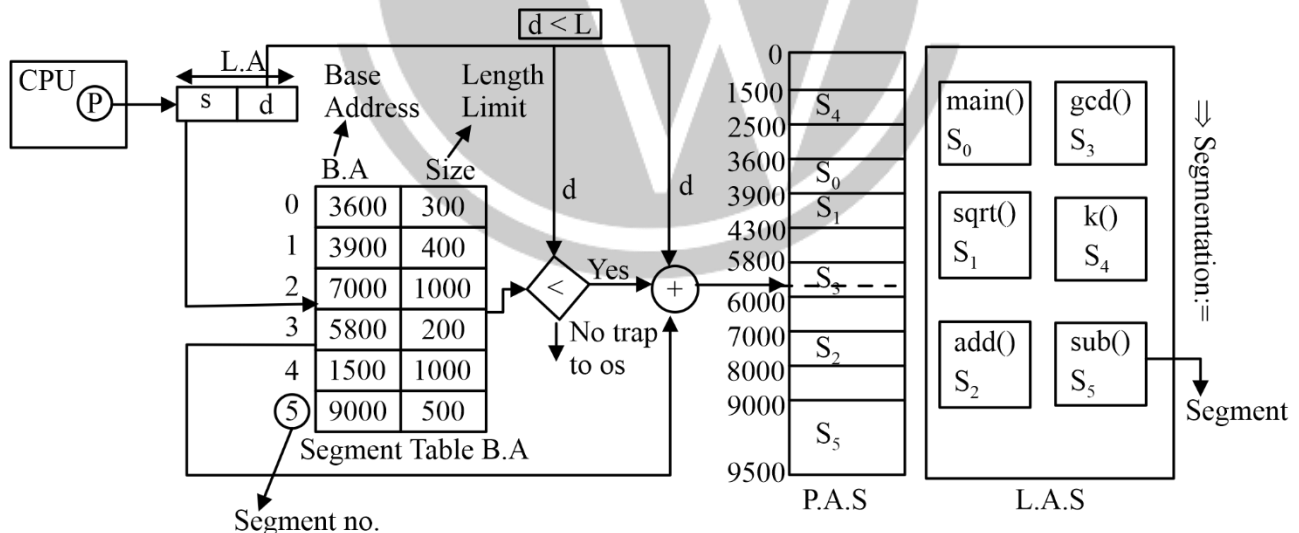 d < L
CPU
P
L.A
s d
Base
Address
Length
Limit
B.A Size
0 3600 300
1 3900 400
2 7000 1000
3 5800 200
4 1500 1000
5 9000 500
Segment Table B.A
Segment no.
d
d
<
Yes
+
No trap
to os
0
1500
S4
2500
3600
S0
3900
S1
4300
5800
S3
6000
7000
S2
8000
9000
S5
9500
P.A.S
main()
S0
gcd()
S3
sqrt()
S1
k()
S4
add()
S2
sub()
S5
L.A.S
⇒ Segmentation:=
Segment